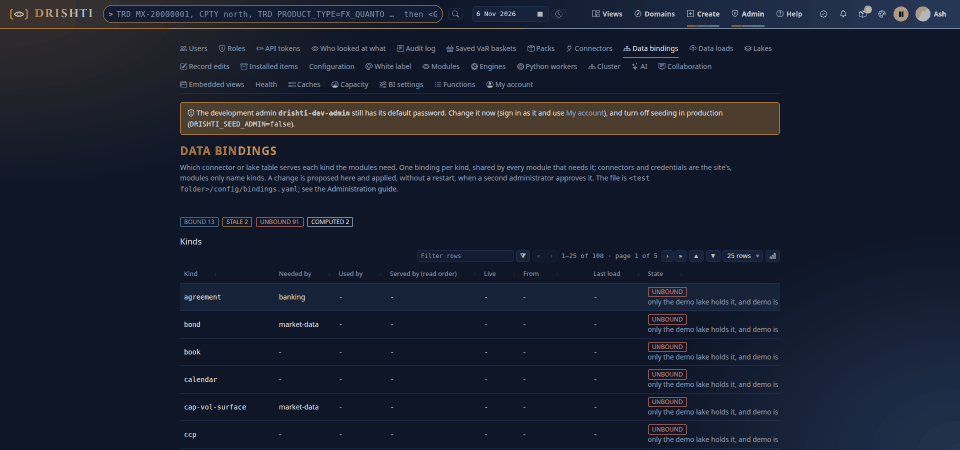 DRISHTI
> TRD MX-20000001, CPTY north, TRD PRODUCT_TYPE=FX_QUANTO … then <G
6 Nov 2026
Views
Domains
Create
Admin
Help
Ash
Users
Roles
API tokens
Who looked at what
Audit log
Saved VaR baskets
Packs
Connectors
Data bindings
Data loads
Lakes
Record edits
Installed items
Configuration
White label
Modules
Engines
Python workers
Cluster
AI
Collaboration
Embedded views
Health
Caches
Capacity
BI settings
Functions
My account
The development admin drishti-dev-admin still has its default password. Change it now (sign in as it and use My account), and turn off seeding in production
(DRISHTI_SEED_ADMIN=false).
DATA BINDINGS
Which connector or lake table serves each kind the modules need. One binding per kind, shared by every module that needs it; connectors and credentials are the site's,
modules only name kinds. A change is proposed here and applied, without a restart, when a second administrator approves it. The file is <test
folder>/config/bindings.yaml; see the Administration guide.
BOUND 13
STALE 2
UNBOUND 91
COMPUTED 2
Kinds
Filter rows
« ‹ 1–25 of 108 · page 1 of 5 › » ▲ ▼ 25 rows
Kind Needed by Used by Served by (read order) Live From Last load State
agreement banking - - - - - UNBOUND
only the demo lake holds it, and demo is
bond market-data - - - - - UNBOUND
only the demo lake holds it, and demo is
book - - - - - - UNBOUND
only the demo lake holds it, and demo is
calendar - - - - - - UNBOUND
only the demo lake holds it, and demo is
cap-vol-surface market-data - - - - - UNBOUND
only the demo lake holds it, and demo is
ccp - - - - - - UNBOUND
only the demo lake holds it, and demo is